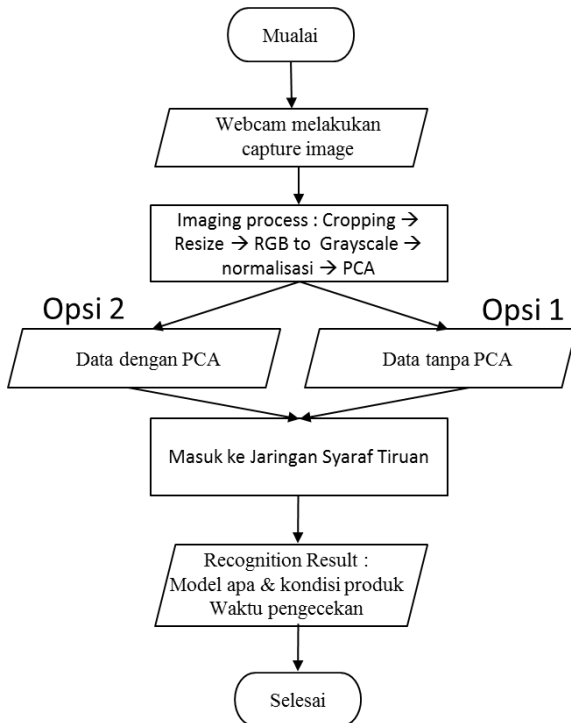 Mualai
Webcam melakukan
capture image
Imaging process : Cropping →
Resize → RGB to Grayscale →
normalisasi → PCA
Opsi 2
Opsi 1
Data dengan PCA
Data tanpa PCA
Masuk ke Jaringan Syaraf Tiruan
Recognition Result :
Model apa & kondisi produk
Waktu pengecekan
Selesai